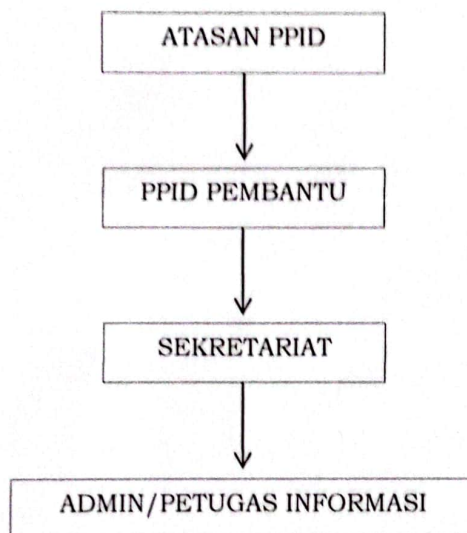 ATASAN PPID
PPID PEMBANTU
SEKRETARIAT
ADMIN/PETUGAS INFORMASI